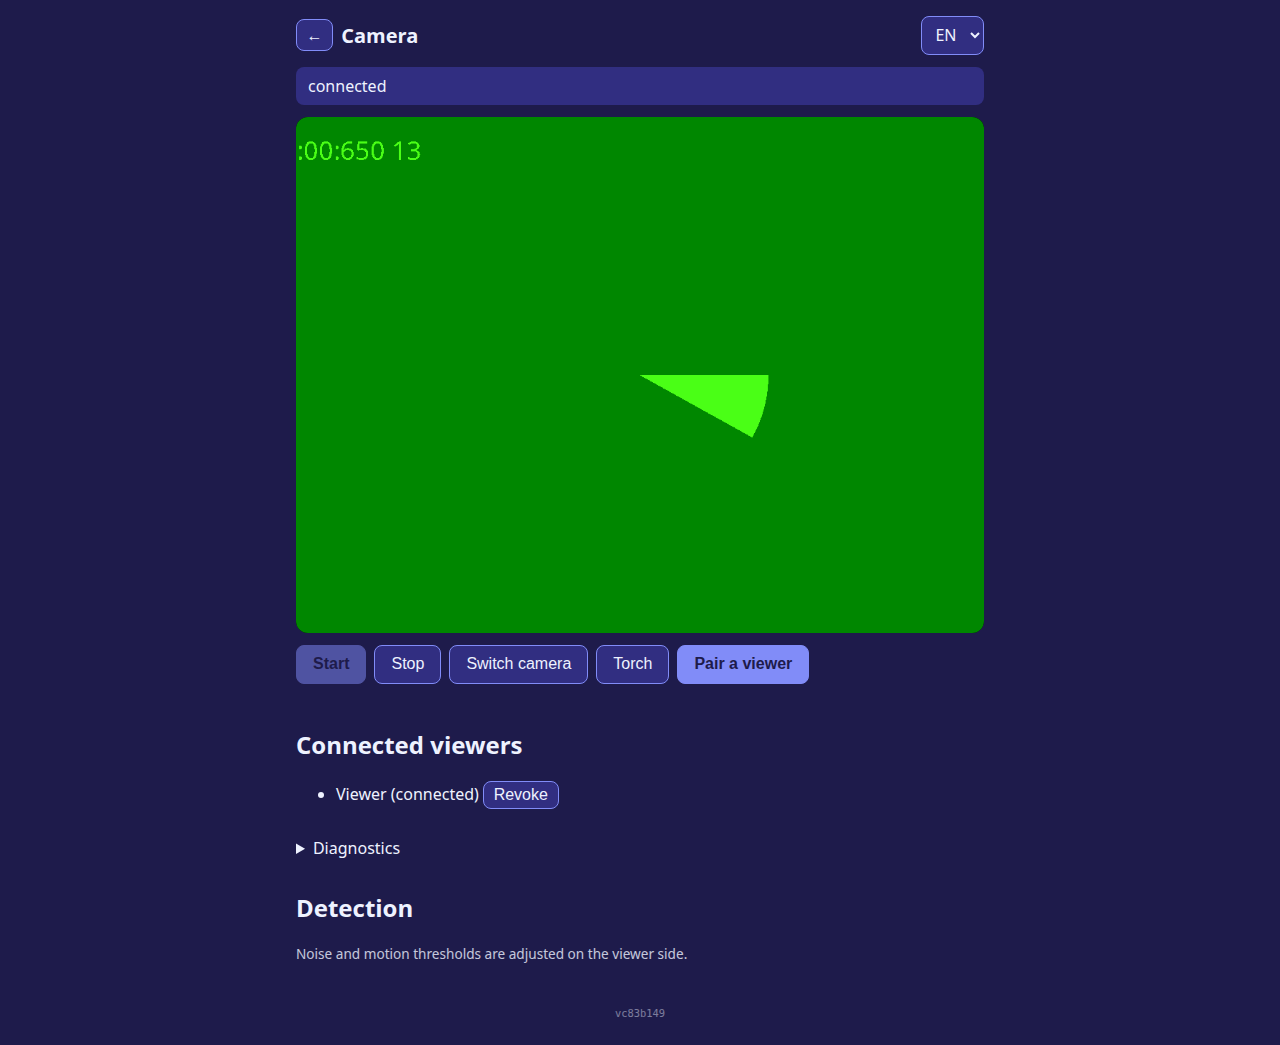 ← Camera
EN
connected
:00:650 13
Start Stop Switch camera Torch Pair a viewer
Connected viewers
Viewer (connected) Revoke
Diagnostics
Detection
Noise and motion thresholds are adjusted on the viewer side.
vc83b149